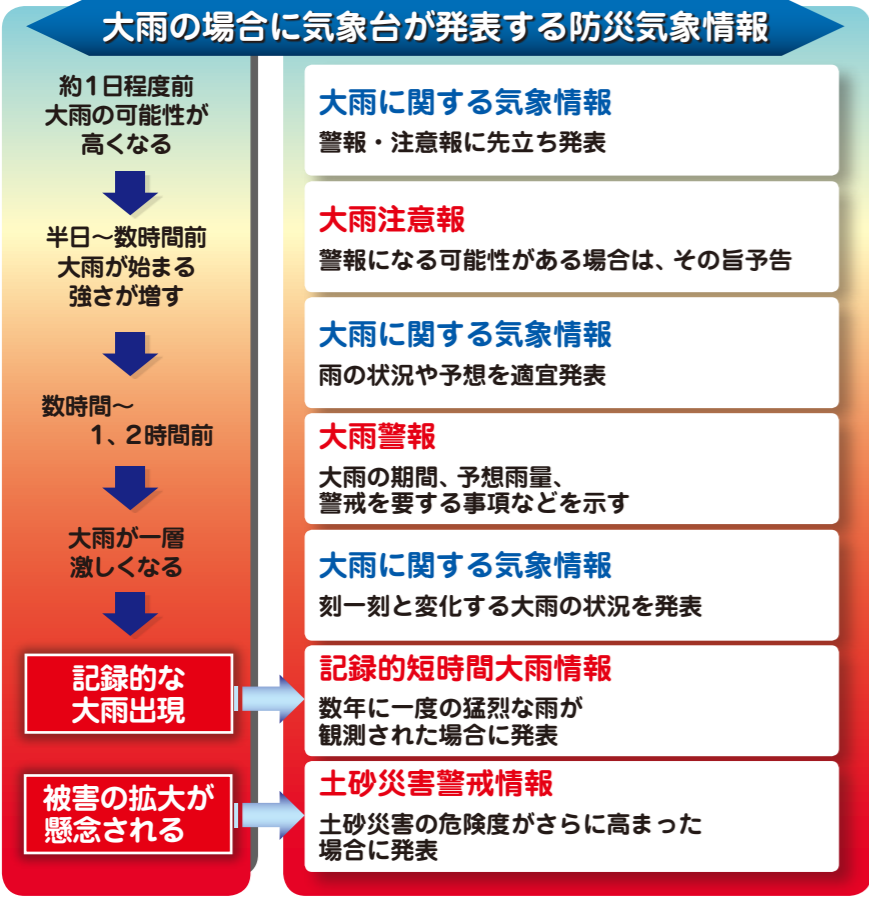 大雨の場合に気象台が発表する防災気象情報
約1日程度前
大雨の可能性が
高くなる
半日～数時間前
大雨が始まる
強さが増す
数時間～
1、2時間前
大雨が一層
激しくなる
記録的な
大雨出現
被害の拡大が
懸念される
大雨に関する気象情報
警報・注意報に先立ち発表
大雨注意報
警報になる可能性がある場合は、その旨予告
大雨に関する気象情報
雨の状況や予想を適宜発表
大雨警報
大雨の期間、予想雨量、
警戒を要する事項などを示す
大雨に関する気象情報
刻一刻と変化する大雨の状況を発表
記録的短時間大雨情報
数年に一度の猛烈な雨が
観測された場合に発表
土砂災害警戒情報
土砂災害の危険度がさらに高まった
場合に発表